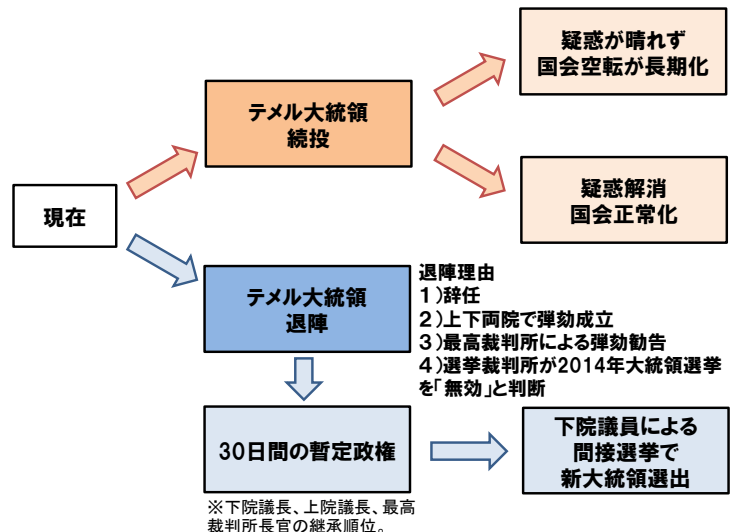 疑惑が晴れず
国会空転が長期化
テメル大統領
続投
疑惑解消
国会正常化
現在
テメル大統領
退陣
退陣理由
1)辞任
2)上下両院で弾劾成立
3)最高裁判所による弾劾勧告
4)選挙裁判所が2014年大統領選挙
を「無効」と判断
30日間の暫定政権
下院議員による
間接選挙で
新大統領選出
※下院議長、上院議長、最高
裁判所長官の継承順位。